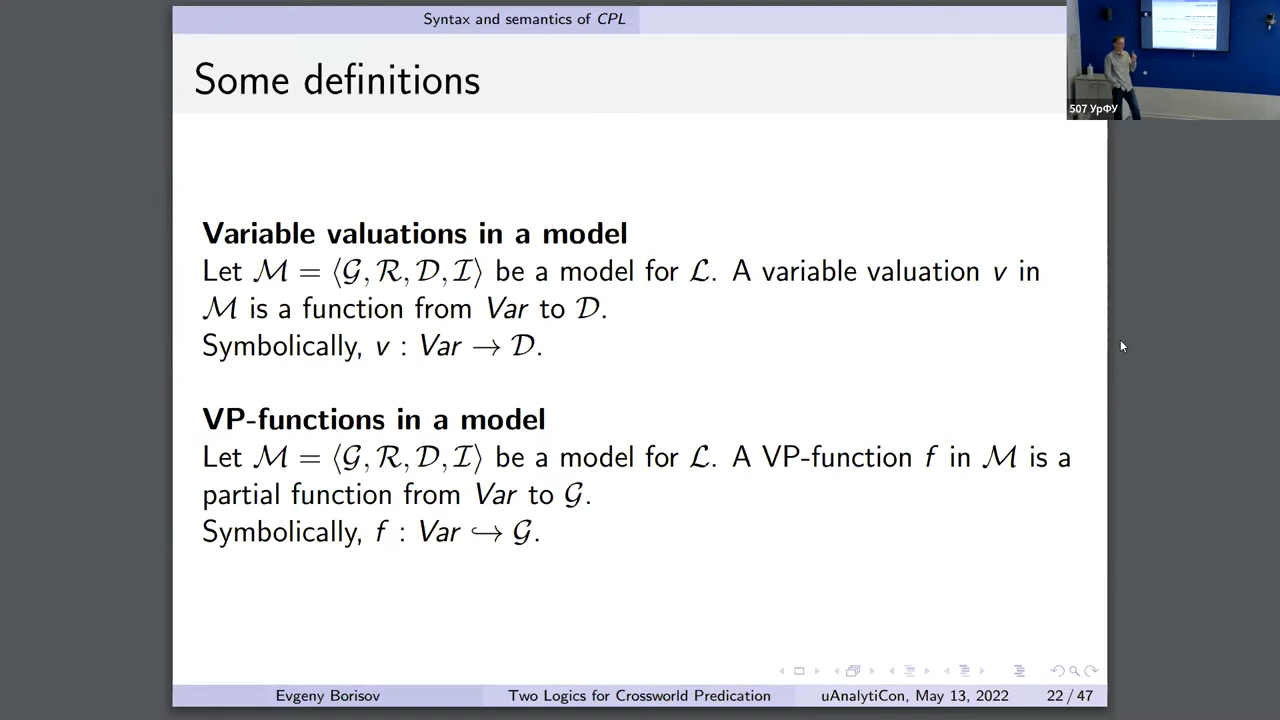 Syntax and semantics of CPL
Some definitions
507 УрФУ
Variable valuations in a model
Let ℳ = ⟨𝒢, ℛ, 𝒟, ℐ⟩ be a model for ℒ. A variable valuation v in
ℳ is a function from Var to 𝒟.
Symbolically, v : Var → 𝒟.
VP-functions in a model
Let ℳ = ⟨𝒢, ℛ, 𝒟, ℐ⟩ be a model for ℒ. A VP-function f in ℳ is a
partial function from Var to 𝒢.
Symbolically, f : Var ↪ 𝒢.
Evgeny Borisov
Two Logics for Crossworld Predication
uAnalytiCon, May 13, 2022
22 / 47